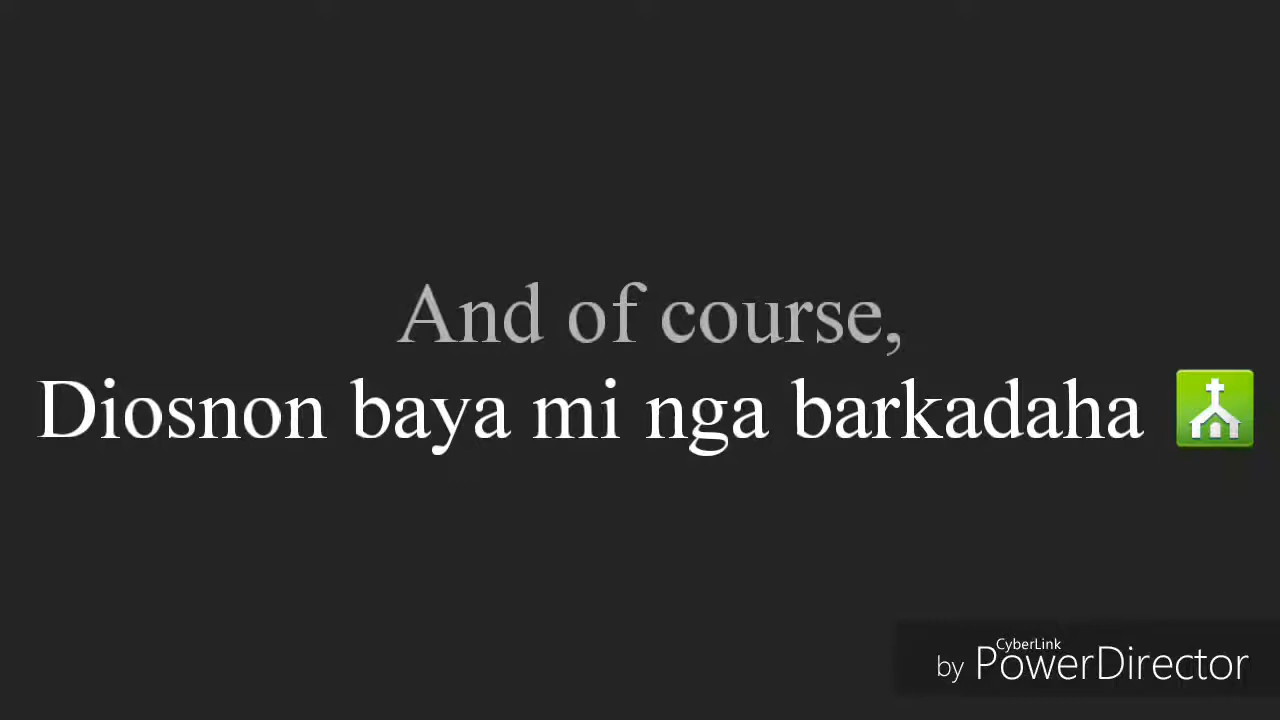 And of course,
Diosnon baya mi nga barkadaha
CyberLink
by PowerDirector